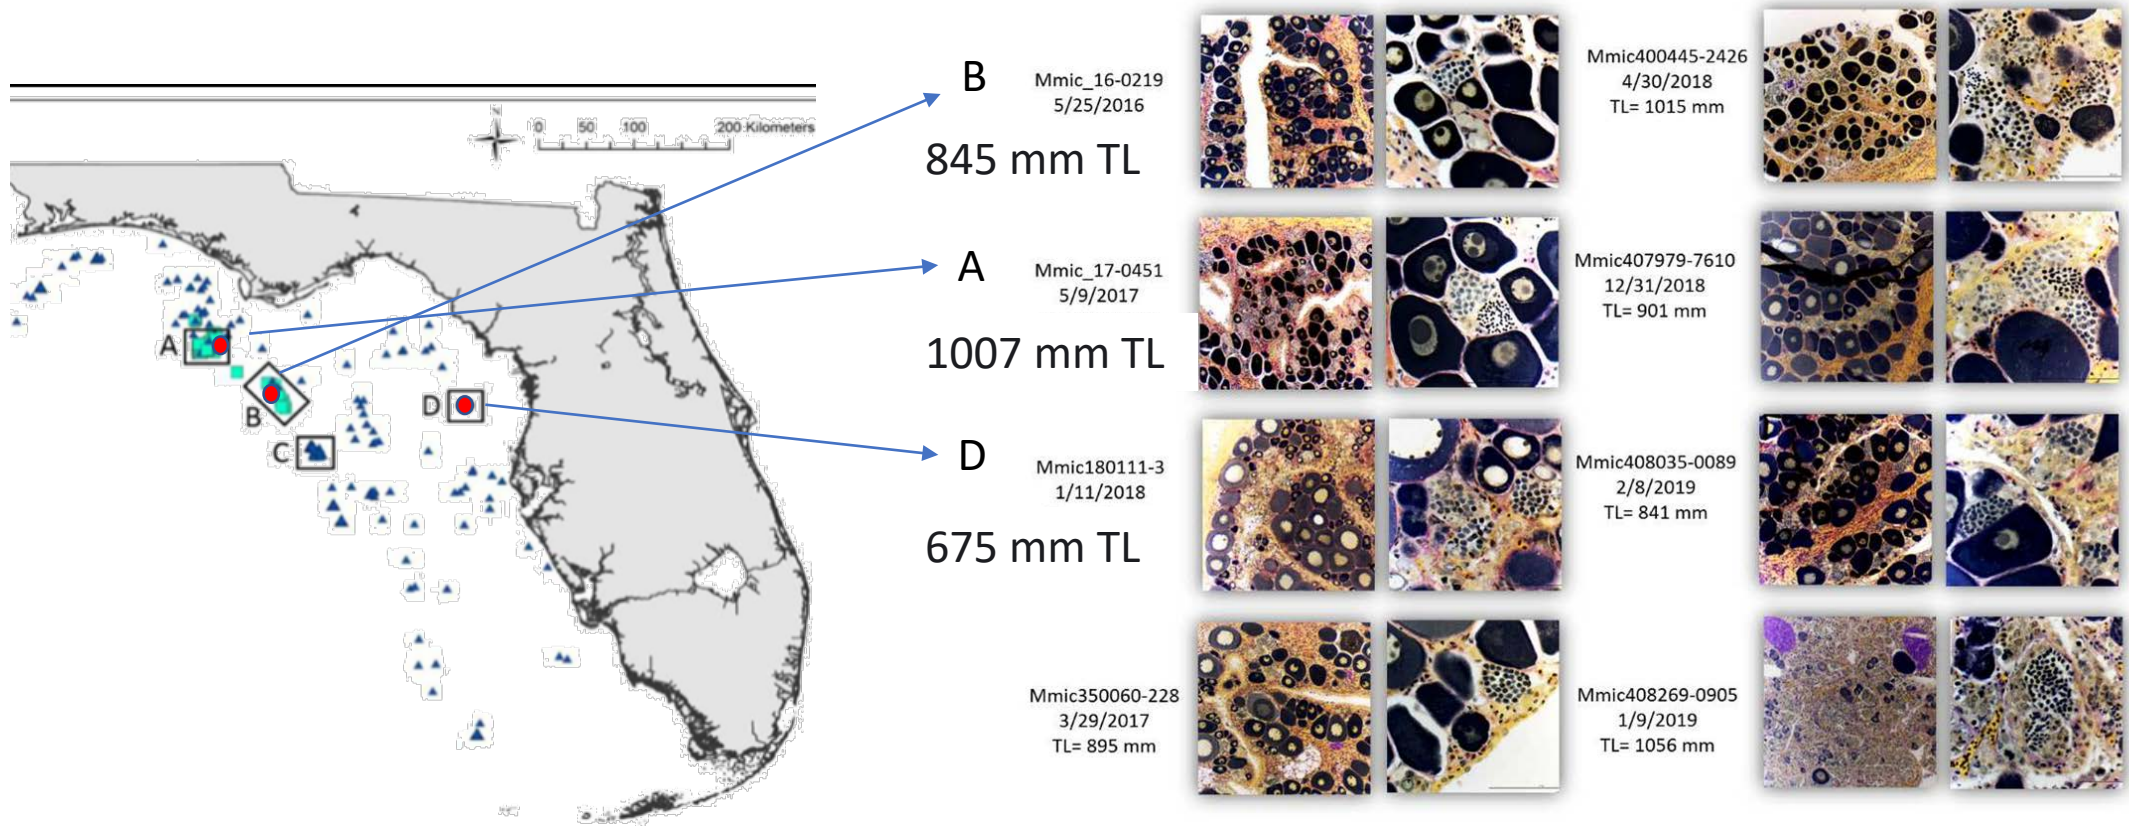 0 50 100 200 Kilometers
A
B
C
D
B
Mmic_16-0219
5/25/2016
845 mm TL
A
Mmic_17-0451
5/9/2017
1007 mm TL
D
Mmic180111-3
1/11/2018
675 mm TL
Mmic350060-228
3/29/2017
TL= 895 mm
Mmic400445-2426
4/30/2018
TL= 1015 mm
Mmic407979-7610
12/31/2018
TL= 901 mm
Mmic408035-0089
2/8/2019
TL= 841 mm
Mmic408269-0905
1/9/2019
TL= 1056 mm